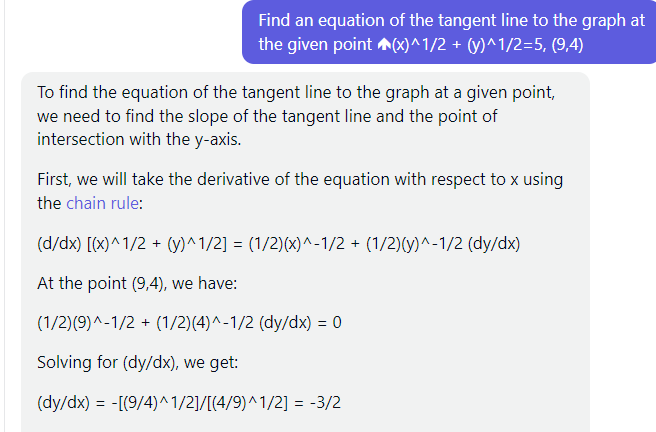 Find an equation of the tangent line to the graph at
the given point 🡅(x)^1/2 + (y)^1/2=5, (9,4)
To find the equation of the tangent line to the graph at a given point,
we need to find the slope of the tangent line and the point of
intersection with the y-axis.
First, we will take the derivative of the equation with respect to x using
the chain rule:
(d/dx) [(x)^1/2 + (y)^1/2] = (1/2)(x)^-1/2 + (1/2)(y)^-1/2 (dy/dx)
At the point (9,4), we have:
(1/2)(9)^-1/2 + (1/2)(4)^-1/2 (dy/dx) = 0
Solving for (dy/dx), we get:
(dy/dx) = -[(9/4)^1/2]/[(4/9)^1/2] = -3/2